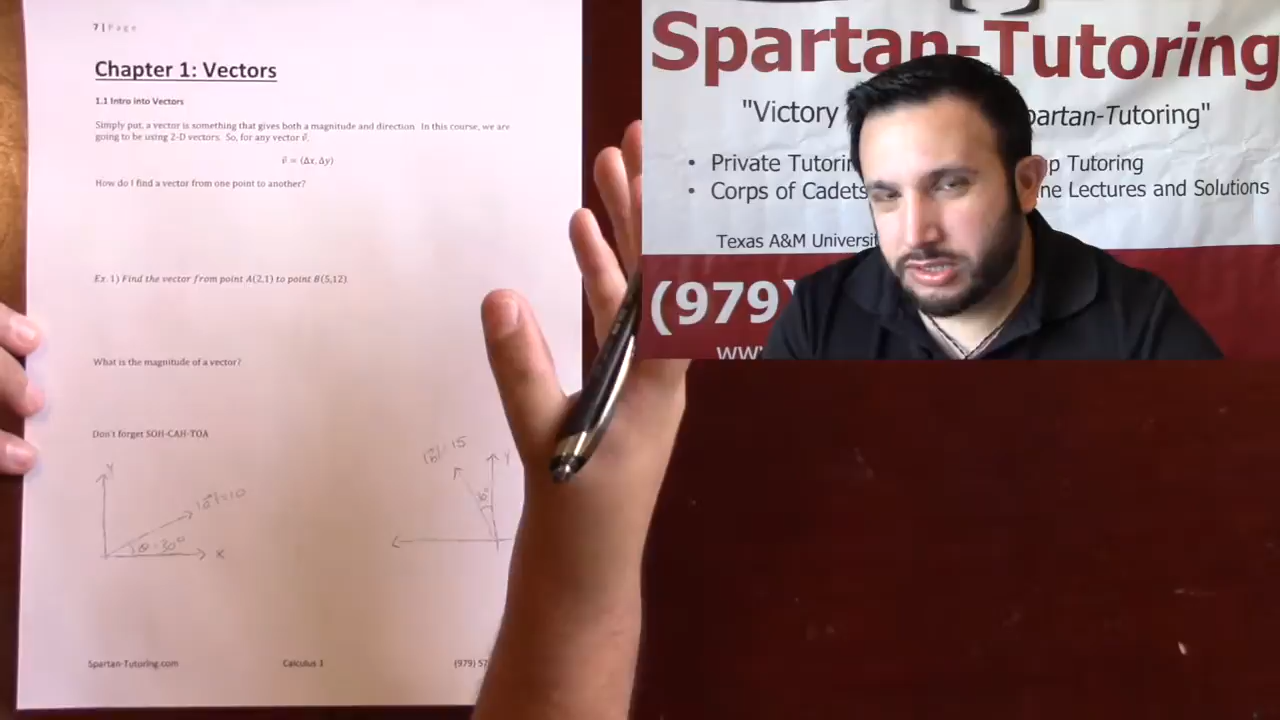 7 | Page
Chapter 1: Vectors
1.1 Intro into Vectors
Simply put, a vector is something that gives both a magnitude and direction. In this course, we are
going to be using 2-D vectors. So, for any vector v⃗,
v⃗ = ⟨Δx, Δy⟩
How do I find a vector from one point to another?
Ex. 1) Find the vector from point A(2,1) to point B(5,12)
What is the magnitude of a vector?
Don't forget SOH-CAH-TOA
y
|a⃗|=10
θ=30°
x
|b⃗|=15
y
Spartan-Tutoring.com
Calculus 1
(979) 57
Spartan-Tutoring
"Victory
partan-Tutoring"
• Private Tutorin
p Tutoring
• Corps of Cadets
ne Lectures and Solutions
Texas A&M Universit
(979)
www